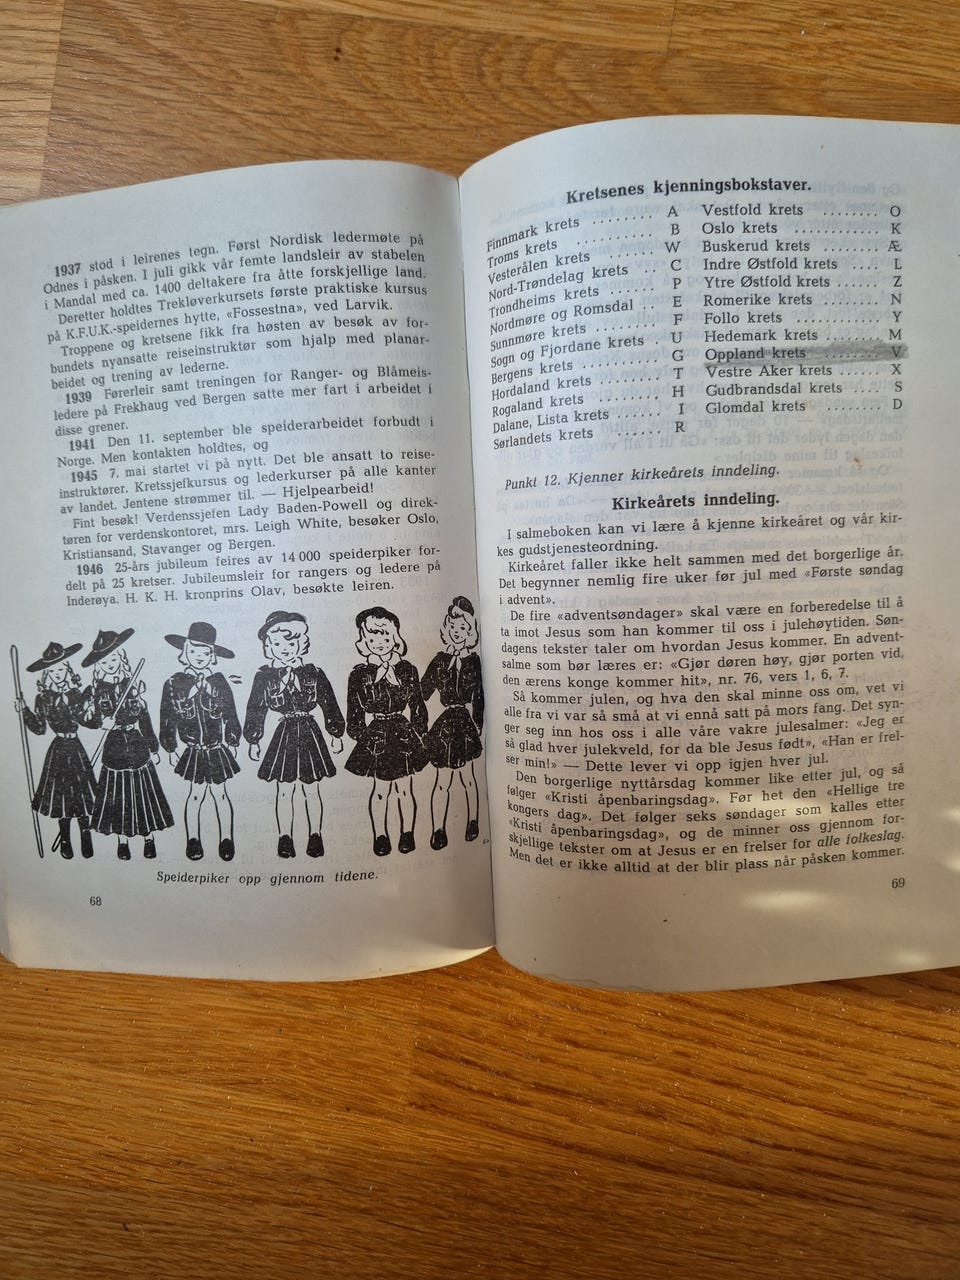 1937 stod i leirenes tegn. Først Nordisk ledermøte på
Odnes i påsken. I juli gikk vår femte landsleir av stabelen
i Mandal med ca. 1400 deltakere fra åtte forskjellige land.
Deretter holdtes Trekløverkursets første praktiske kursus
på K.F.U.K.-speidernes hytte, «Fossestna», ved Larvik.
Troppene og kretsene fikk fra høsten av besøk av for-
bundets nyansatte reiseinstruktør som hjalp med planar-
beidet og trening av lederne.
1939 Førerleir samt treningen for Ranger- og Blåmeis-
ledere på Frekhaug ved Bergen satte mer fart i arbeidet i
disse grener.
1941 Den 11. september ble speiderarbeidet forbudt i
Norge. Men kontakten holdtes, og
1945 7. mai startet vi på nytt. Det ble ansatt to reise-
instruktører. Kretssjefkursus og lederkurser på alle kanter
av landet. Jentene strømmer til. — Hjelpearbeid!
Fint besøk! Verdenssjefen Lady Baden-Powell og direk-
tøren for verdenskontoret, mrs. Leigh White, besøker Oslo,
Kristiansand, Stavanger og Bergen.
1946 25-års jubileum feires av 14 000 speiderpiker for-
delt på 25 kretser. Jubileumsleir for rangers og ledere på
Inderøya. H. K. H. kronprins Olav, besøkte leiren.
Speiderpiker opp gjennom tidene.
68
Kretsenes kjenningsbokstaver.
Finnmark krets ........ A
Troms krets .......... B
Vesterålen krets ...... W
Nord-Trøndelag krets .. C
Trondheims krets ...... P
Nordmøre og Romsdal .. E
Sunnmøre krets ....... F
Sogn og Fjordane krets . U
Bergens krets ........ G
Hordaland krets ...... T
Rogaland krets ....... H
Dalane, Lista krets ...... I
Sørlandets krets ...... R
Vestfold krets ........ O
Oslo krets ............ K
Buskerud krets ........ Æ
Indre Østfold krets .... L
Ytre Østfold krets ...... Z
Romerike krets ........ N
Follo krets ............ Y
Hedemark krets ........ M
Oppland krets ........ V
Vestre Aker krets ...... X
Gudbrandsdal krets .... S
Glomdal krets ........ D
Punkt 12. Kjenner kirkeårets inndeling.
Kirkeårets inndeling.
I salmeboken kan vi lære å kjenne kirkeåret og vår kir-
kes gudstjenesteordning.
Kirkeåret faller ikke helt sammen med det borgerlige år.
Det begynner nemlig fire uker før jul med «Første søndag
i advent».
De fire «adventsøndager» skal være en forberedelse til å
ta imot Jesus som han kommer til oss i julehøytiden. Søn-
dagens tekster taler om hvordan Jesus kommer. En advent-
salme som bør læres er: «Gjør døren høy, gjør porten vid,
den ærens konge kommer hit», nr. 76, vers 1, 6, 7.
Så kommer julen, og hva den skal minne oss om, vet vi
alle fra vi var så små at vi ennå satt på mors fang. Det syn-
ger seg inn hos oss i alle våre vakre julesalmer: «Jeg er
så glad hver julekveld, for da ble Jesus født», «Han er frel-
ser min!» — Dette lever vi opp igjen hver jul.
Den borgerlige nyttårsdag kommer like etter jul, og så
følger «Kristi åpenbaringsdag». Før het den «Hellige tre
kongers dag». Det følger seks søndager som kalles etter
«Kristi åpenbaringsdag», og de minner oss gjennom for-
skjellige tekster om at Jesus er en frelser for alle folkeslag.
Men det er ikke alltid at der blir plass når påsken kommer.
69